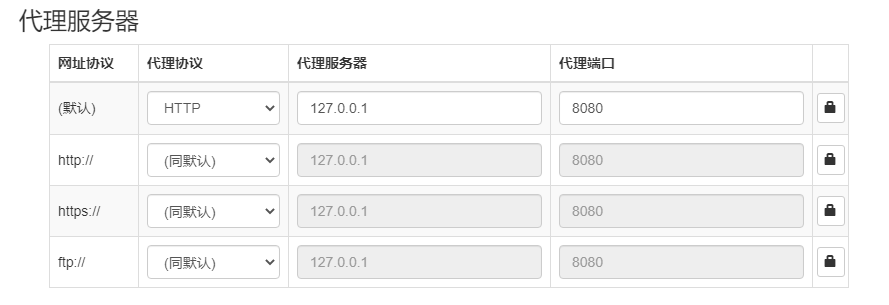 代理服务器
网址协议 代理协议 代理服务器 代理端口
(默认) HTTP 127.0.0.1 8080
http:// (同默认) 127.0.0.1 8080
https:// (同默认) 127.0.0.1 8080
ftp:// (同默认) 127.0.0.1 8080